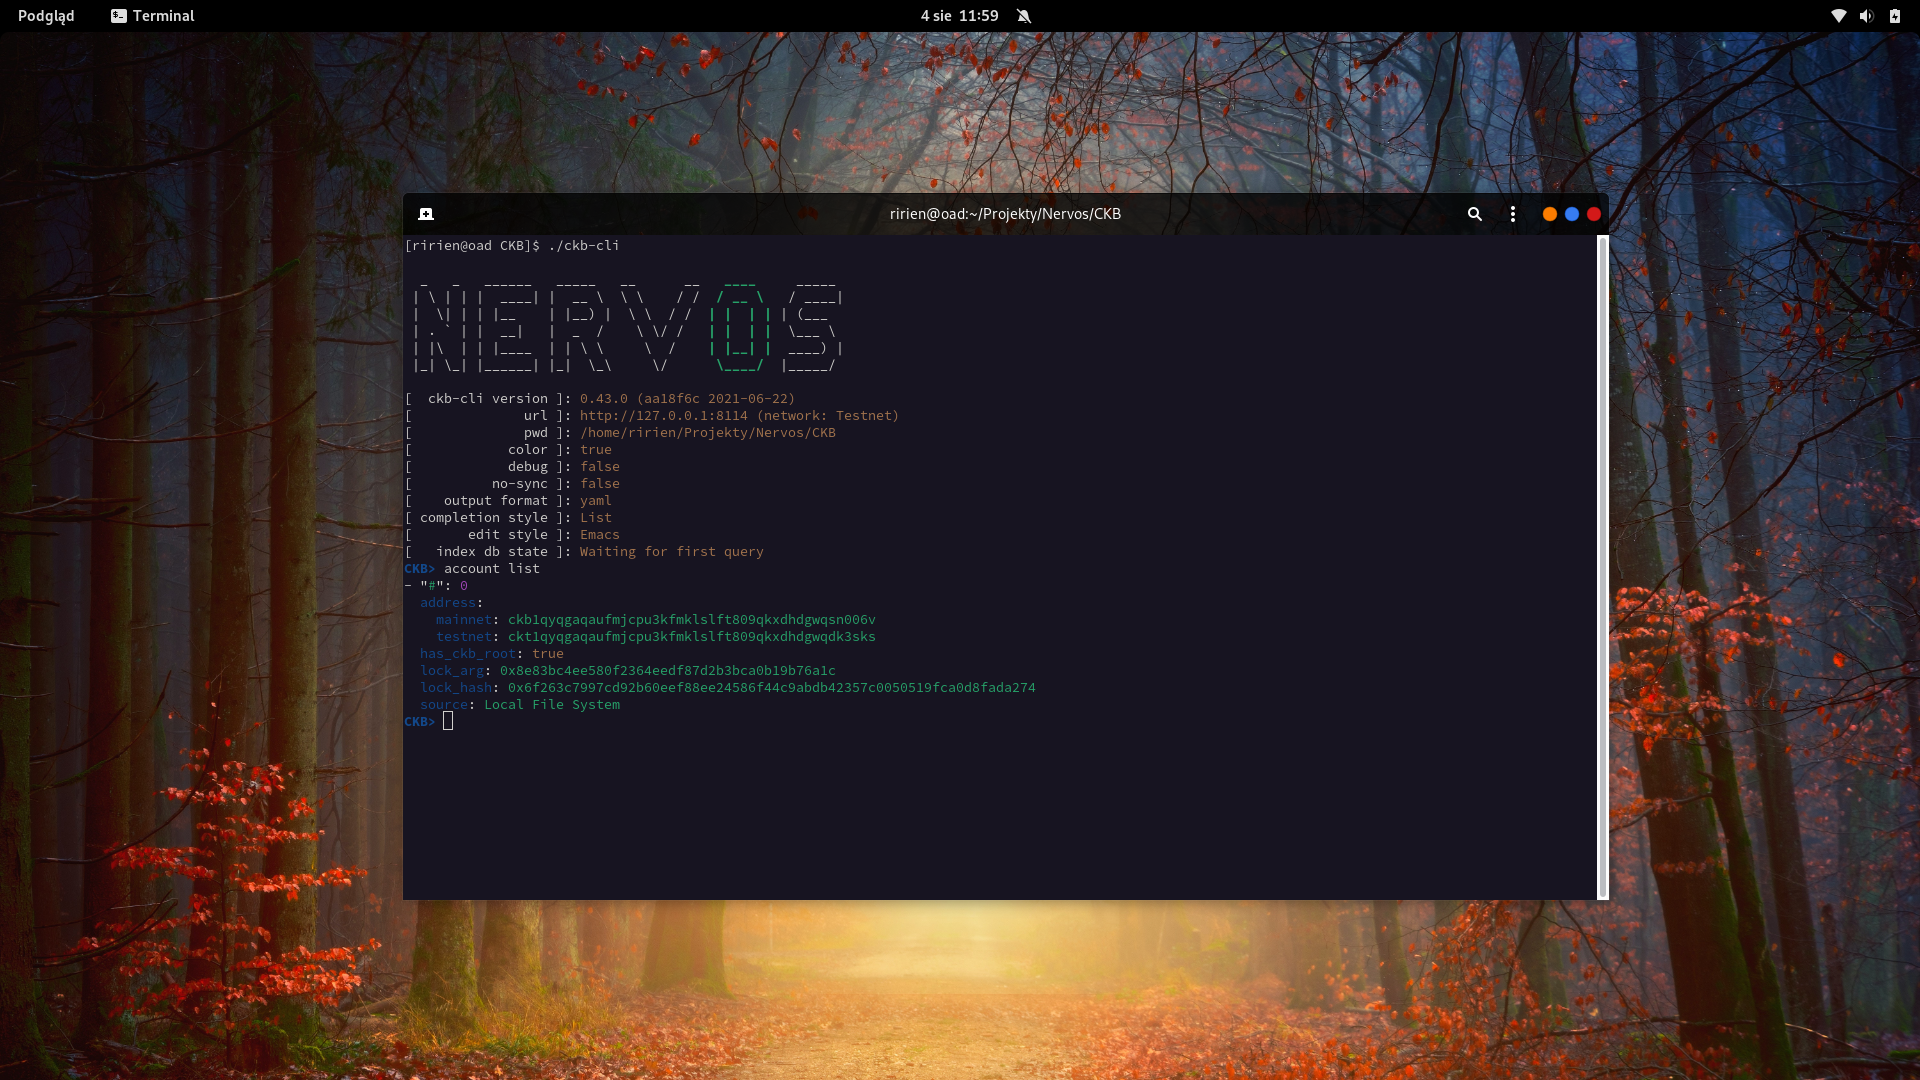 Podgląd Terminal 4 sie 11:59
ririen@oad:~/Projekty/Nervos/CKB
[ririen@oad CKB]$ ./ckb-cli
NERVOS
[  ckb-cli version ]: 0.43.0 (aa18f6c 2021-06-22)
[              url ]: http://127.0.0.1:8114 (network: Testnet)
[              pwd ]: /home/ririen/Projekty/Nervos/CKB
[            color ]: true
[            debug ]: false
[          no-sync ]: false
[    output format ]: yaml
[ completion style ]: List
[       edit style ]: Emacs
[   index db state ]: Waiting for first query
CKB> account list
- "#": 0
  address:
    mainnet: ckb1qyqgaqaufmjcpu3kfmklslft809qkxdhdgwqsn006v
    testnet: ckt1qyqgaqaufmjcpu3kfmklslft809qkxdhdgwqdk3sks
  has_ckb_root: true
  lock_arg: 0x8e83bc4ee580f2364eedf87d2b3bca0b19b76a1c
  lock_hash: 0x6f263c7997cd92b60eef88ee24586f44c9abdb42357c0050519fca0d8fada274
  source: Local File System
CKB>